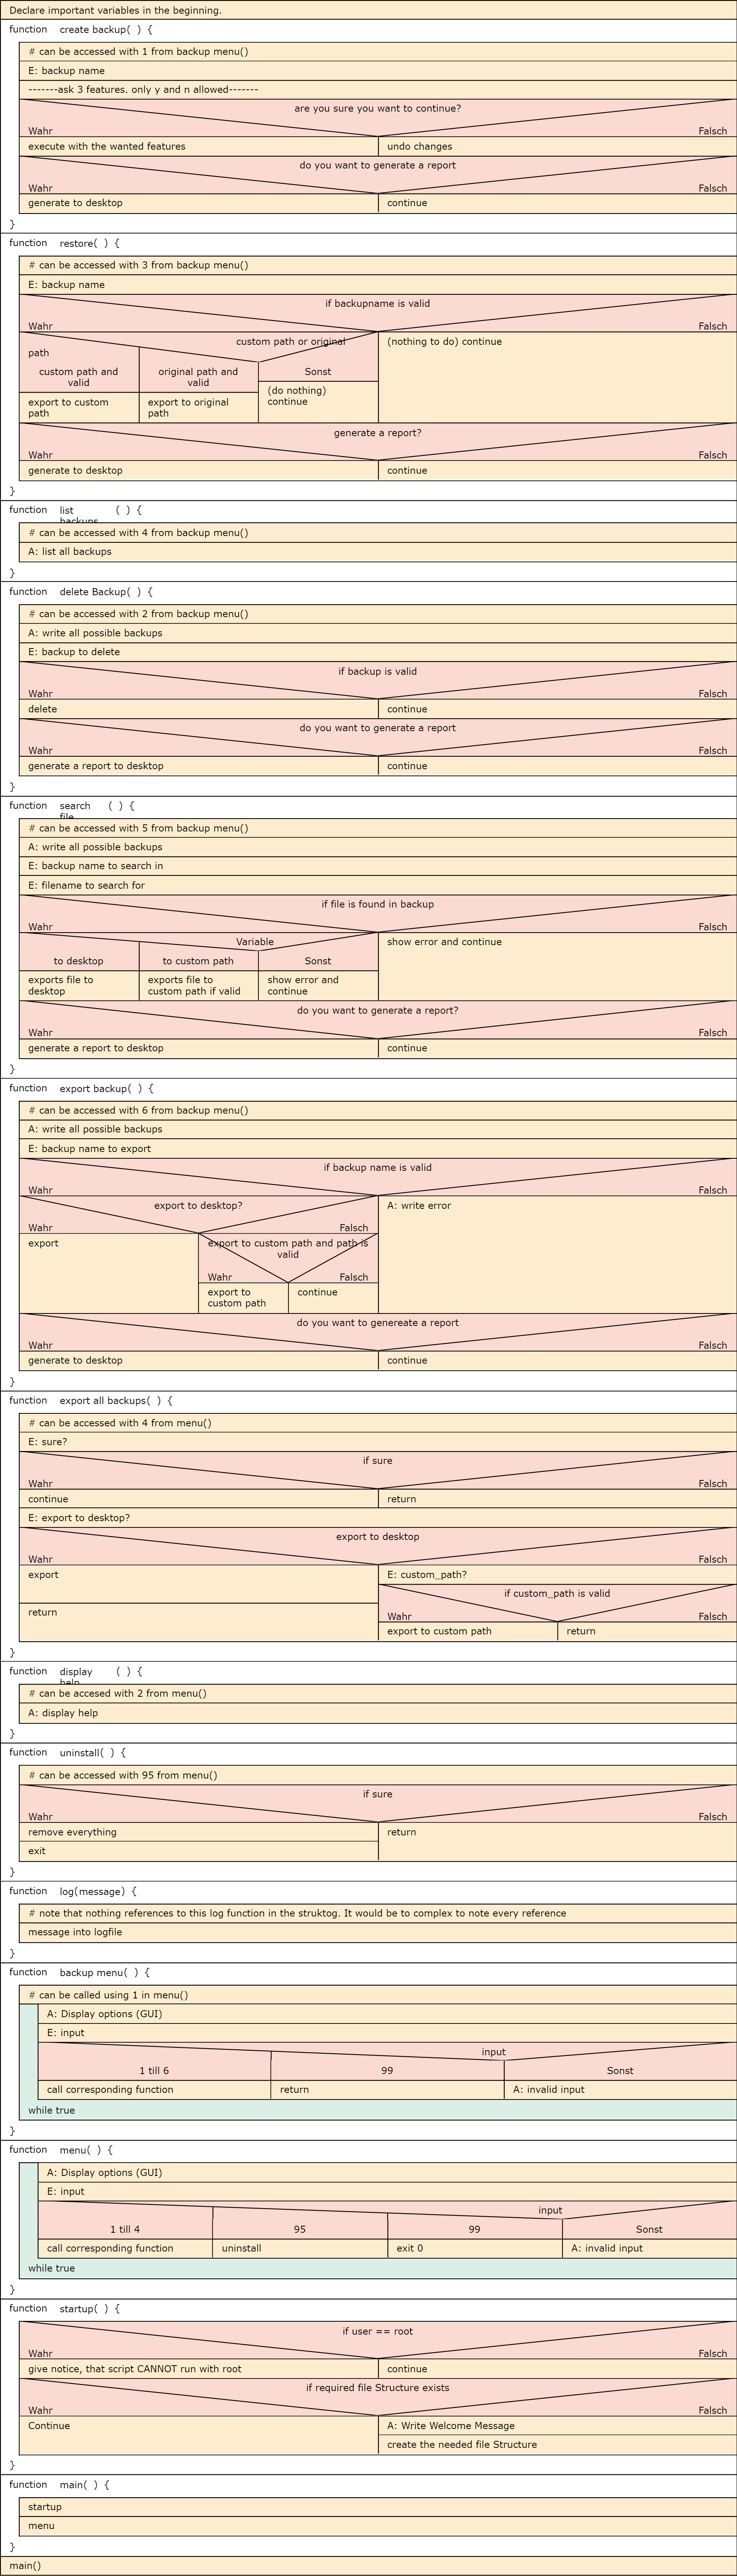 Declare important variables in the beginning.
function create backup( ) {
# can be accessed with 1 from backup menu()
E: backup name
-------ask 3 features. only y and n allowed-------
are you sure you want to continue?
Wahr Falsch
execute with the wanted features undo changes
do you want to generate a report
Wahr Falsch
generate to desktop continue
}
function restore( ) {
# can be accessed with 3 from backup menu()
E: backup name
if backupname is valid
Wahr Falsch
custom path or original (nothing to do) continue
path
custom path and original path and Sonst
valid valid
(do nothing)
export to custom export to original continue
path path
generate a report?
Wahr Falsch
generate to desktop continue
}
function list ( ) {
backups
# can be accessed with 4 from backup menu()
A: list all backups
}
function delete Backup( ) {
# can be accessed with 2 from backup menu()
A: write all possible backups
E: backup to delete
if backup is valid
Wahr Falsch
delete continue
do you want to generate a report
Wahr Falsch
generate a report to desktop continue
}
function search ( ) {
file
# can be accessed with 5 from backup menu()
A: write all possible backups
E: backup name to search in
E: filename to search for
if file is found in backup
Wahr Falsch
Variable show error and continue
to desktop to custom path Sonst
exports file to exports file to show error and
desktop custom path if valid continue
do you want to generate a report?
Wahr Falsch
generate a report to desktop continue
}
function export backup( ) {
# can be accessed with 6 from backup menu()
A: write all possible backups
E: backup name to export
if backup name is valid
Wahr Falsch
export to desktop? A: write error
Wahr Falsch
export export to custom path and path is
valid
Wahr Falsch
export to continue
custom path
do you want to genereate a report
Wahr Falsch
generate to desktop continue
}
function export all backups( ) {
# can be accessed with 4 from menu()
E: sure?
if sure
Wahr Falsch
continue return
E: export to desktop?
export to desktop
Wahr Falsch
export E: custom_path?
if custom_path is valid
return Wahr Falsch
export to custom path return
}
function display ( ) {
help
# can be accesed with 2 from menu()
A: display help
}
function uninstall( ) {
# can be accessed with 95 from menu()
if sure
Wahr Falsch
remove everything return
exit
}
function log(message) {
# note that nothing references to this log function in the struktog. It would be to complex to note every reference
message into logfile
}
function backup menu( ) {
# can be called using 1 in menu()
A: Display options (GUI)
E: input
input
1 till 6 99 Sonst
call corresponding function return A: invalid input
while true
}
function menu( ) {
A: Display options (GUI)
E: input
input
1 till 4 95 99 Sonst
call corresponding function uninstall exit 0 A: invalid input
while true
}
function startup( ) {
if user == root
Wahr Falsch
give notice, that script CANNOT run with root continue
if required file Structure exists
Wahr Falsch
Continue A: Write Welcome Message
create the needed file Structure
}
function main( ) {
startup
menu
}
main()